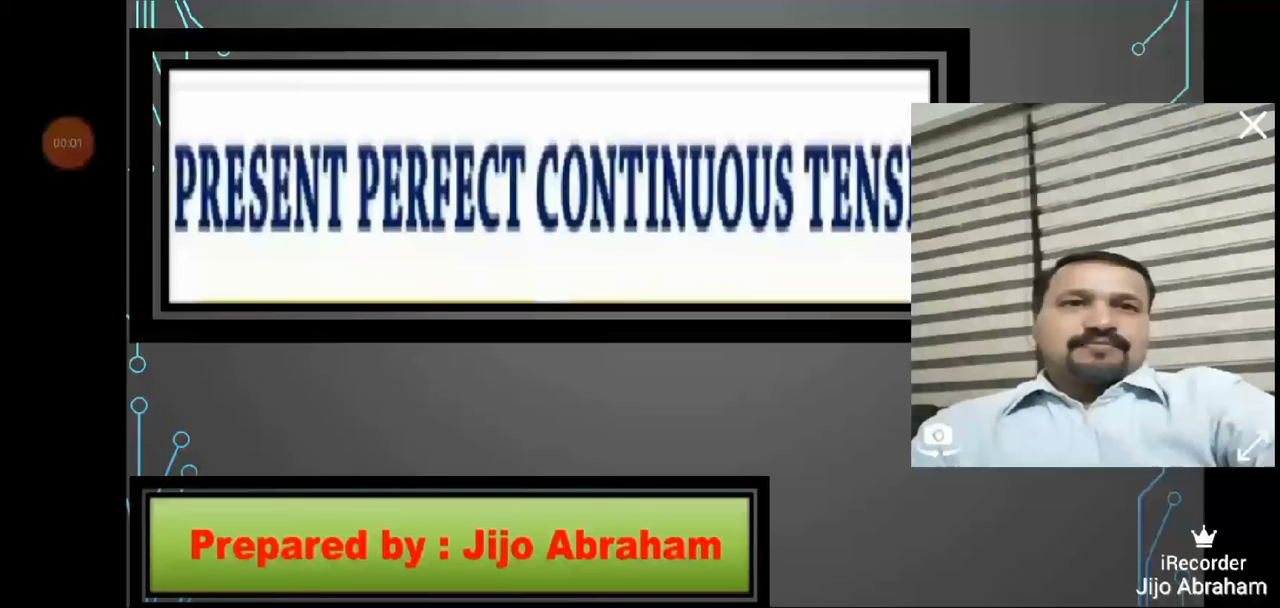 00:01
PRESENT PERFECT CONTINUOUS TENS
Prepared by : Jijo Abraham
iRecorder
Jijo Abraham